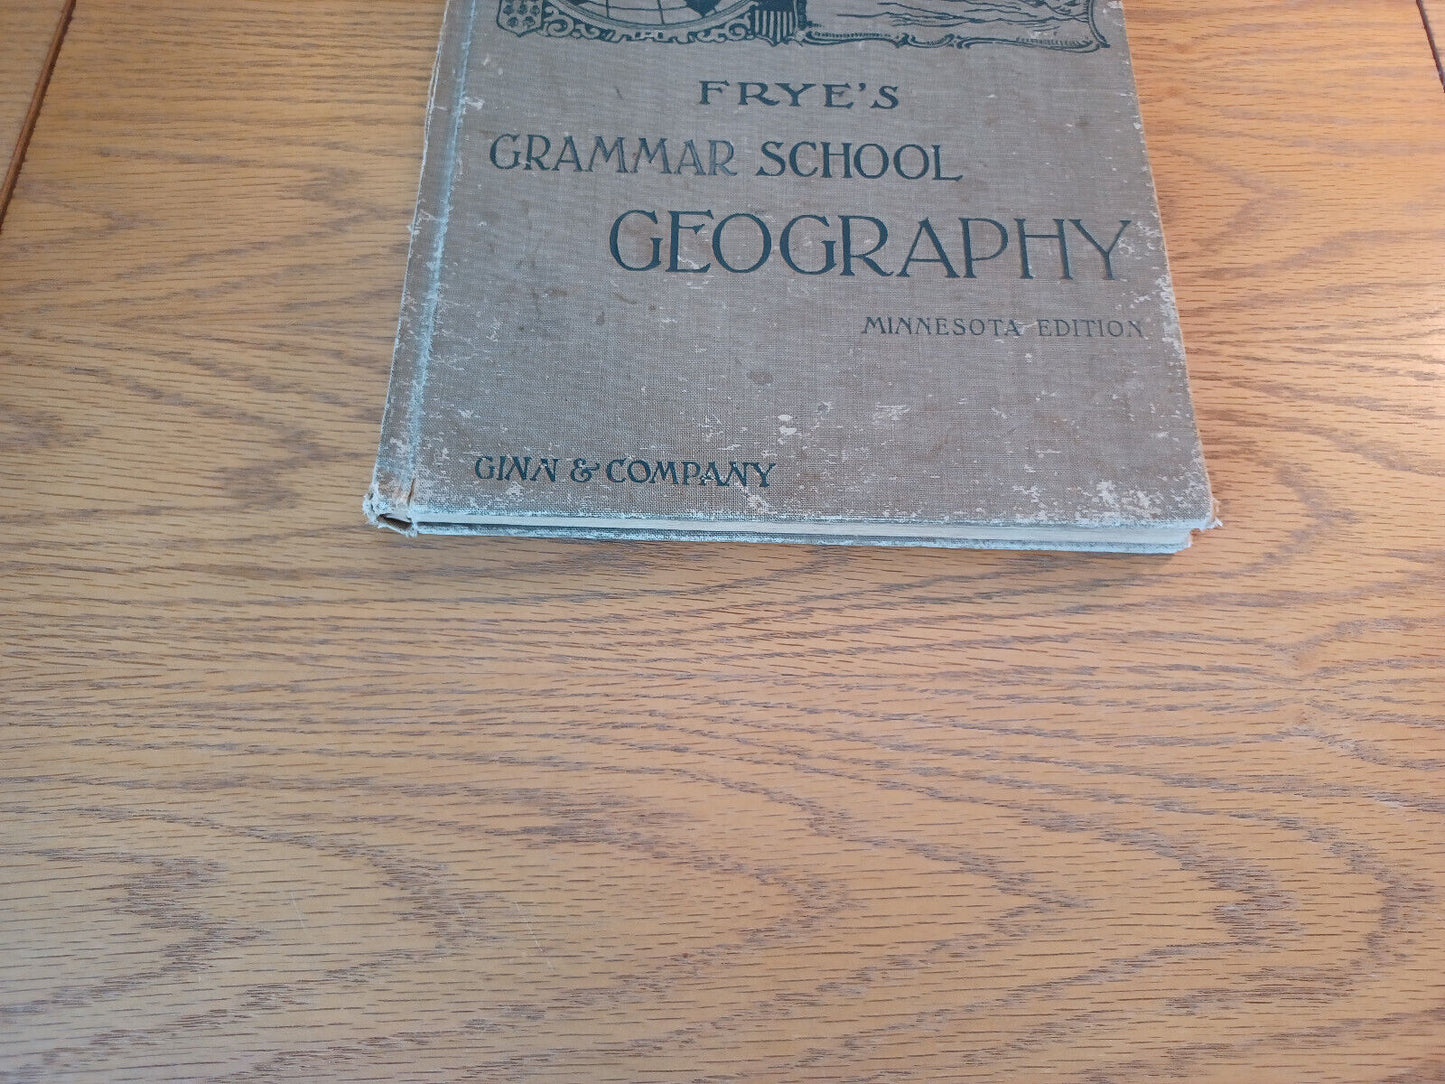 FRYE'S
GRAMMAR SCHOOL
GEOGRAPHY
MINNESOTA EDITION
GINN & COMPANY